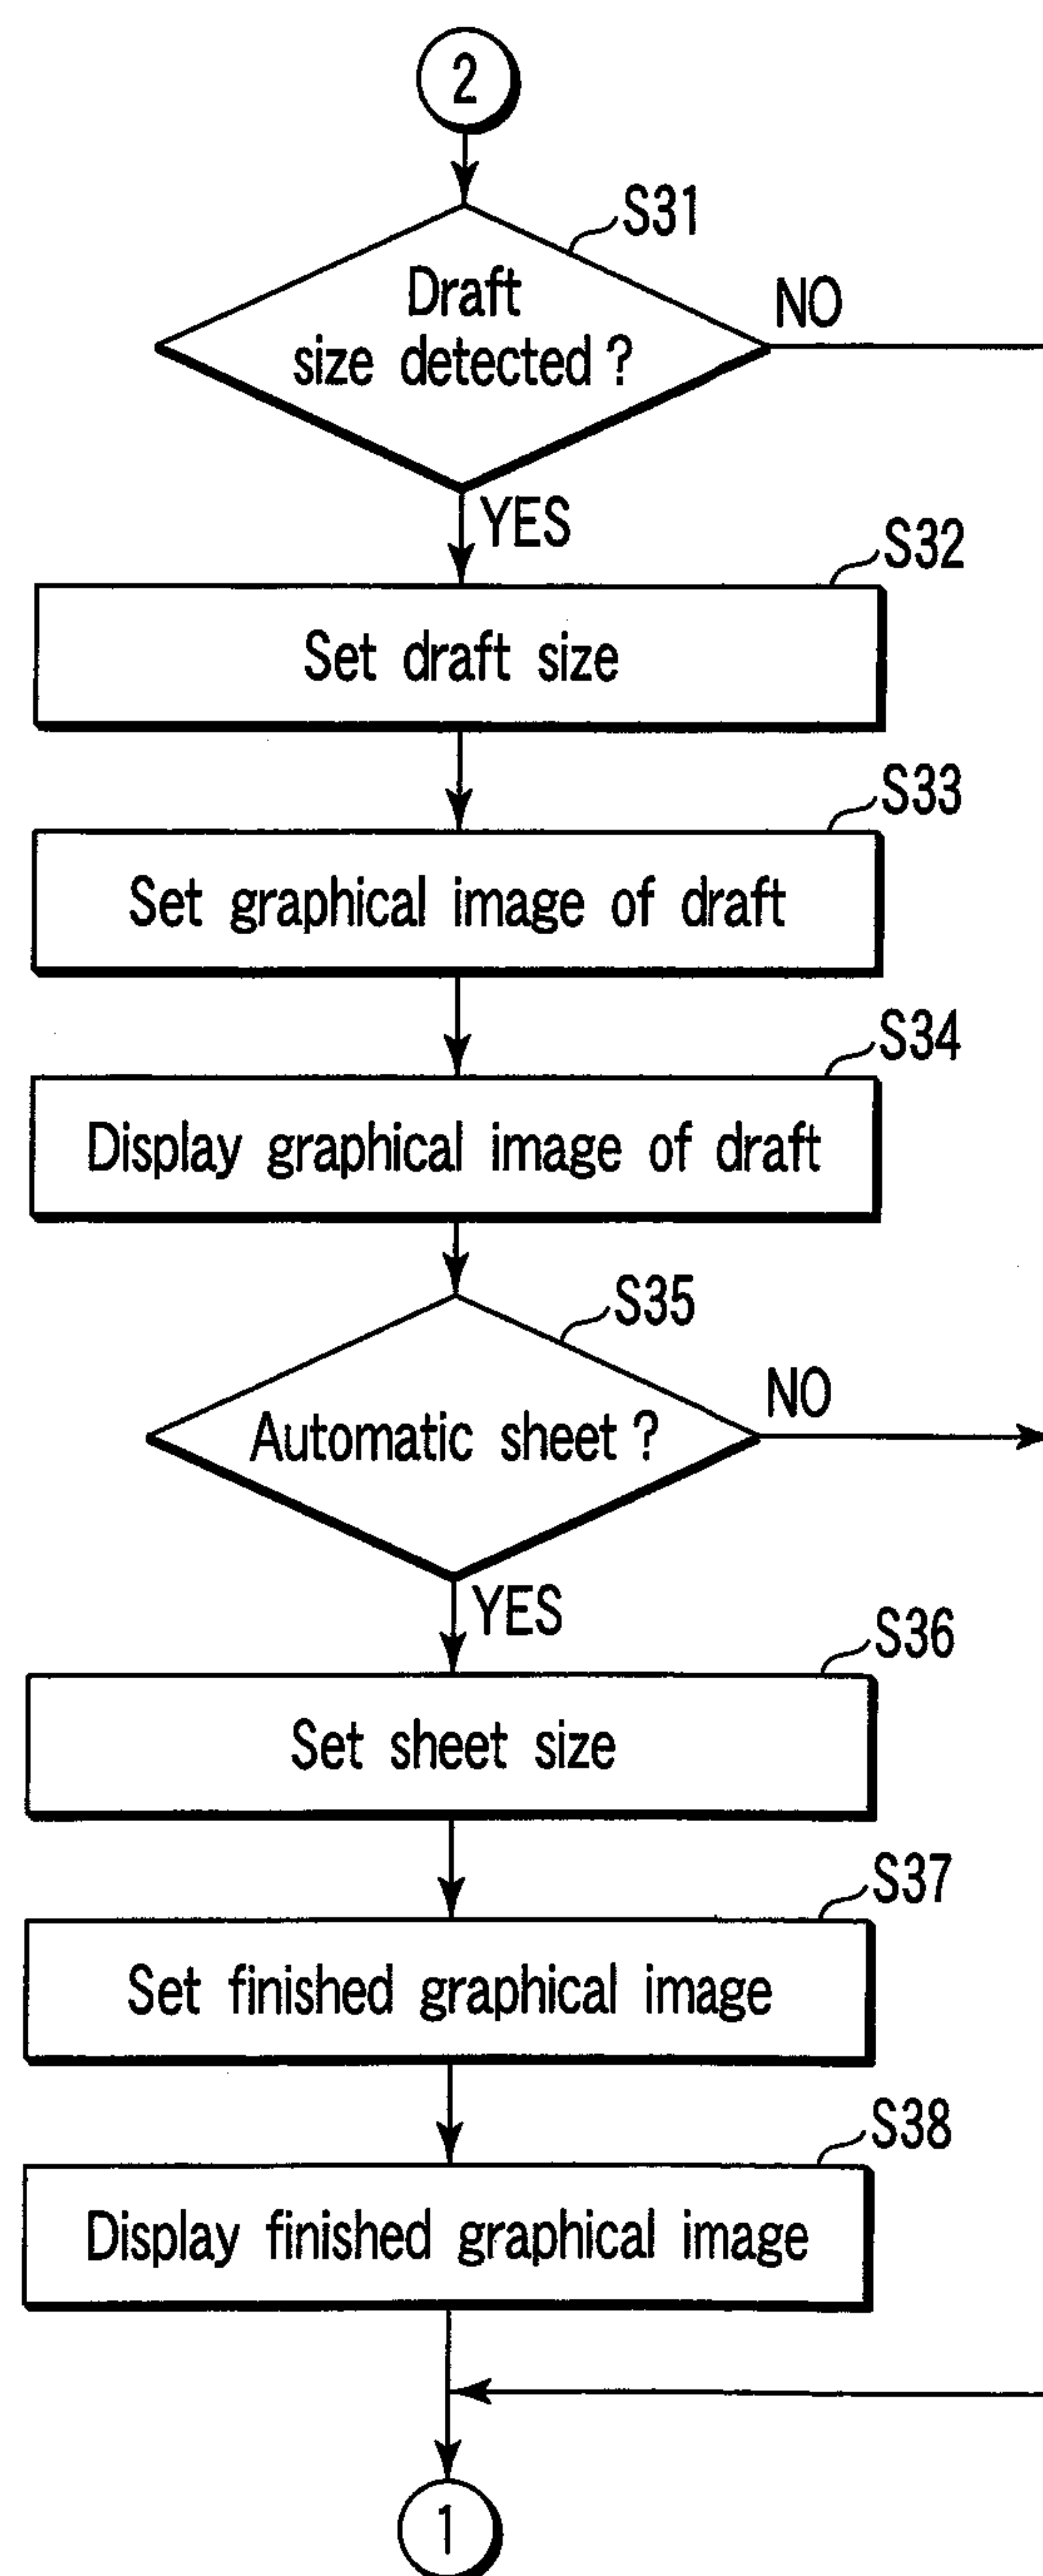 2
S31
Draft
size detected ?
NO
YES
S32
Set draft size
S33
Set graphical image of draft
S34
Display graphical image of draft
S35
Automatic sheet ?
NO
YES
S36
Set sheet size
S37
Set finished graphical image
S38
Display finished graphical image
1